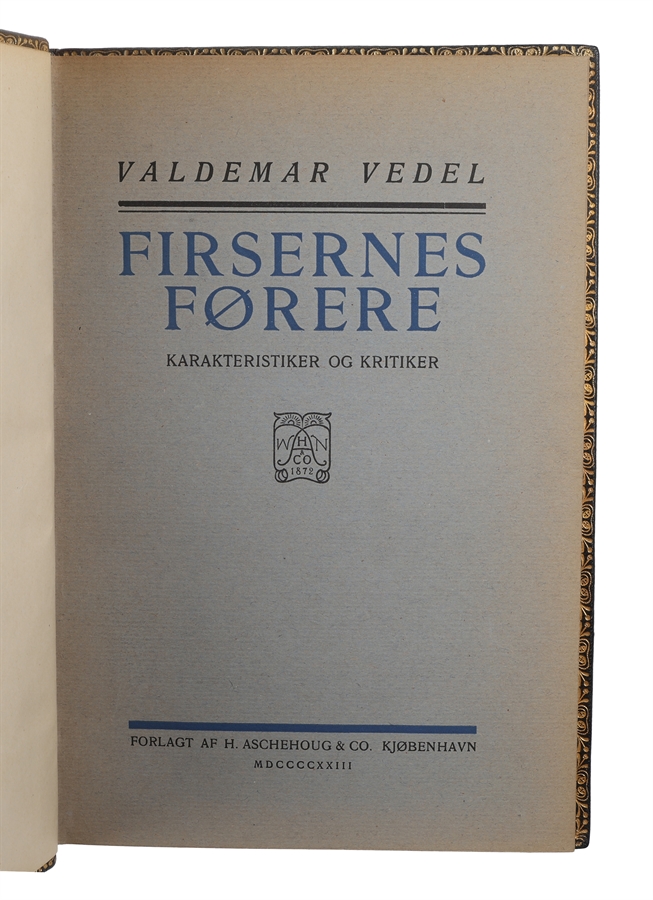 VALDEMAR VEDEL
FIRSERNES
FØRERE
KARAKTERISTIKER OG KRITIKER
W H N
& CO
1872
FORLAGT AF H. ASCHEHOUG & CO. KJØBENHAVN
MDCCCCXXIII